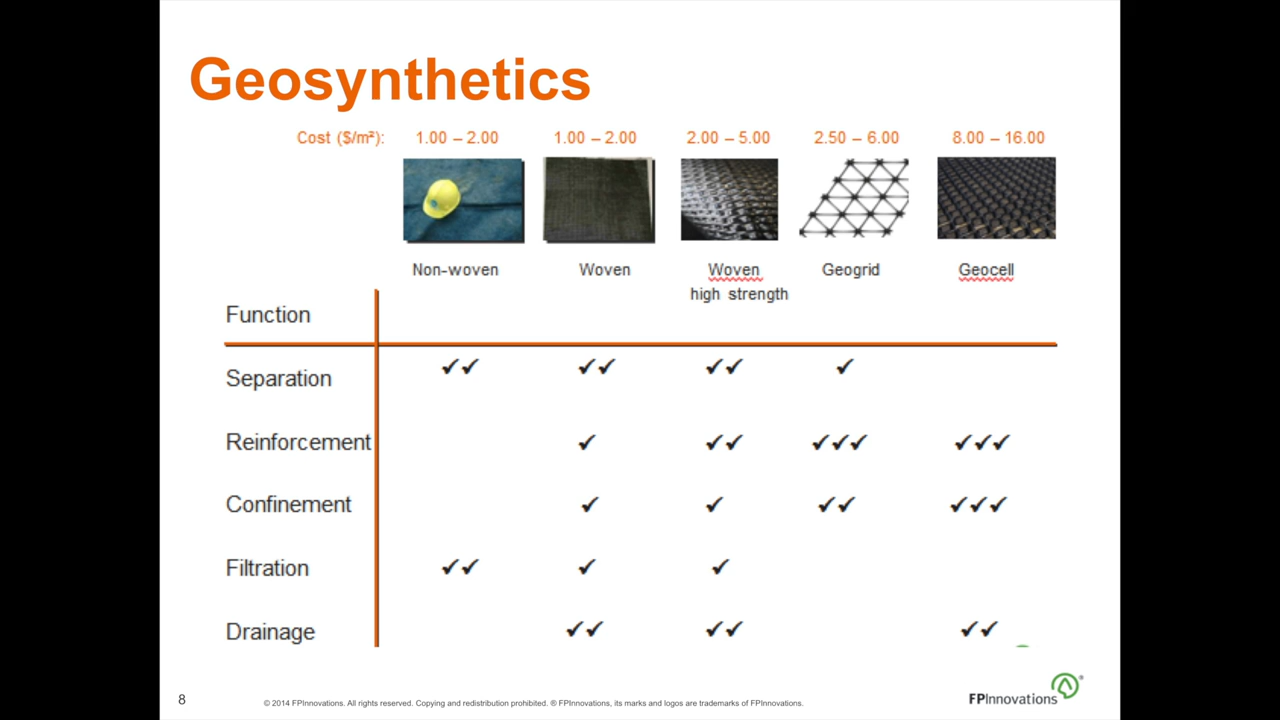 Geosynthetics
Cost ($/m²): 1.00 – 2.00 1.00 – 2.00 2.00 – 5.00 2.50 – 6.00 8.00 – 16.00
Non-woven Woven Woven Geogrid Geocell
high strength
Function
Separation ✓✓ ✓✓ ✓✓ ✓
Reinforcement ✓ ✓✓ ✓✓✓ ✓✓✓
Confinement ✓ ✓ ✓✓ ✓✓✓
Filtration ✓✓ ✓ ✓
Drainage ✓✓ ✓✓ ✓✓
8 © 2014 FPInnovations. All rights reserved. Copying and redistribution prohibited. ® FPInnovations, its marks and logos are trademarks of FPInnovations. FPInnovations®